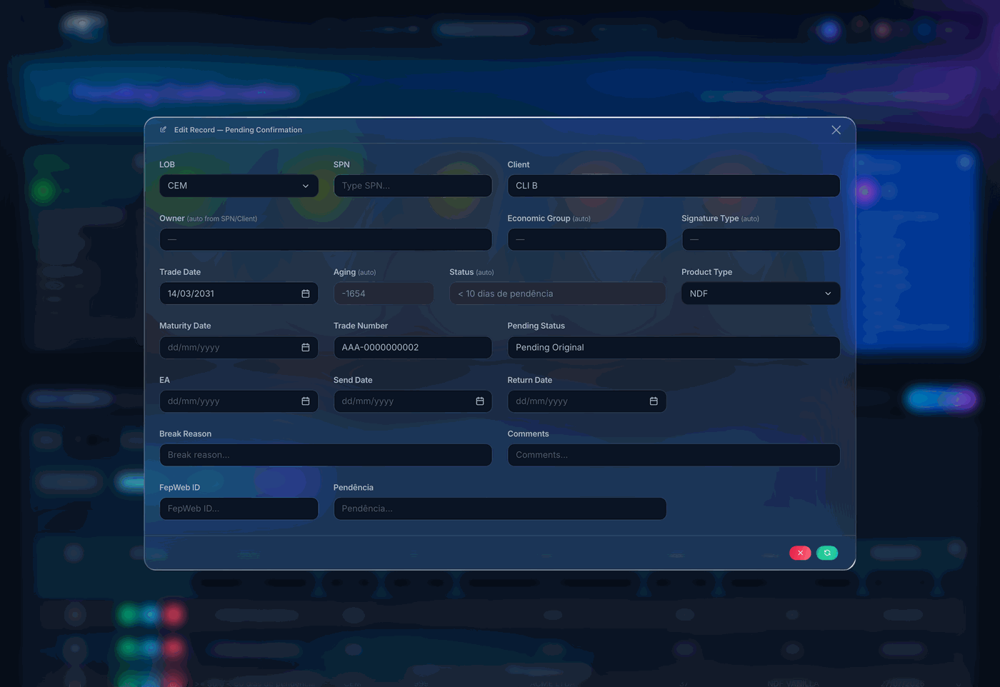 Edit Record — Pending Confirmation
LOB
SPN
Client
CEM
Type SPN...
CLI B
Owner (auto from SPN/Client)
Economic Group (auto)
Signature Type (auto)
—
—
—
Trade Date
Aging (auto)
Status (auto)
Product Type
14/03/2031
-1654
< 10 dias de pendência
NDF
Maturity Date
Trade Number
Pending Status
dd/mm/yyyy
AAA-0000000002
Pending Original
EA
Send Date
Return Date
dd/mm/yyyy
dd/mm/yyyy
dd/mm/yyyy
Break Reason
Comments
Break reason...
Comments...
FepWeb ID
Pendência
FepWeb ID...
Pendência...